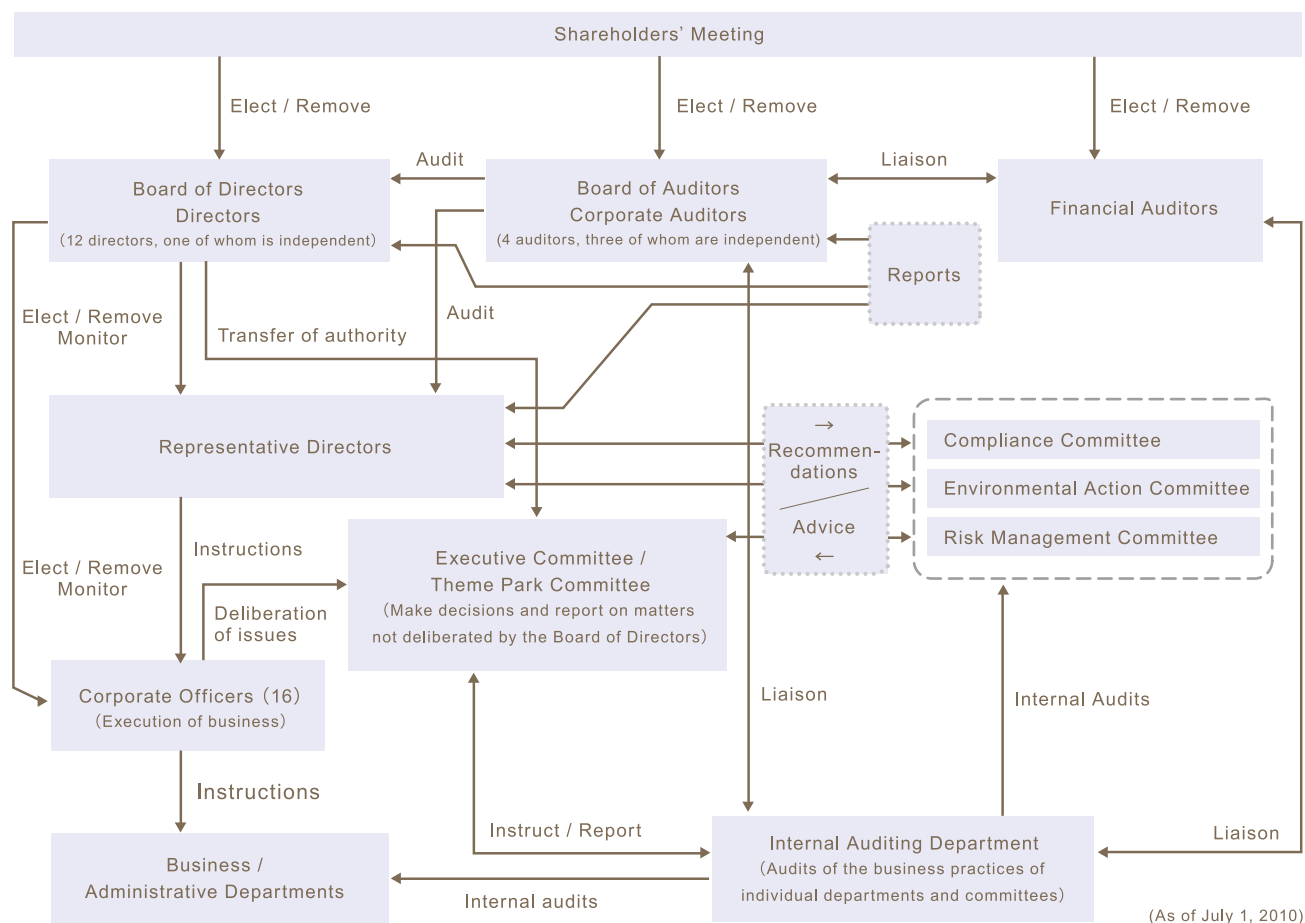 Shareholders' Meeting
Elect / Remove
Elect / Remove
Elect / Remove
Audit
Liaison
Board of Directors
Directors
(12 directors, one of whom is independent)
Board of Auditors
Corporate Auditors
(4 auditors, three of whom are independent)
Financial Auditors
Reports
Elect / Remove
Monitor
Transfer of authority
Audit
Representative Directors
→
Recommen-
dations
Advice
←
Compliance Committee
Environmental Action Committee
Risk Management Committee
Instructions
Elect / Remove
Monitor
Deliberation
of issues
Executive Committee /
Theme Park Committee
(Make decisions and report on matters
not deliberated by the Board of Directors)
Corporate Officers (16)
(Execution of business)
Liaison
Internal Audits
Instructions
Instruct / Report
Internal Auditing Department
(Audits of the business practices of
individual departments and committees)
Liaison
Business /
Administrative Departments
Internal audits
(As of July 1, 2010)